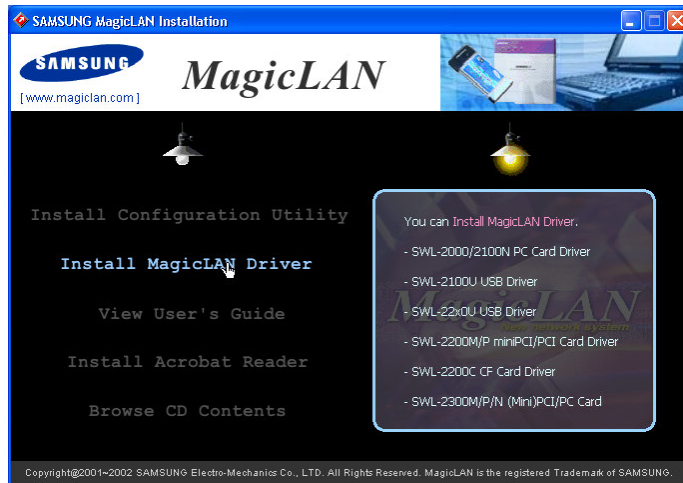 SAMSUNG MagicLAN Installation
SAMSUNG
[ www.magiclan.com ]
MagicLAN
Install Configuration Utility
Install MagicLAN Driver
View User's Guide
Install Acrobat Reader
Browse CD Contents
You can Install MagicLAN Driver.
- SWL-2000/2100N PC Card Driver
- SWL-2100U USB Driver
- SWL-22x0U USB Driver
- SWL-2200M/P miniPCI/PCI Card Driver
- SWL-2200C CF Card Driver
- SWL-2300M/P/N (Mini)PCI/PC Card
MagicLAN
New network system
Copyright@2001~2002 SAMSUNG Electro-Mechanics Co., LTD. All Rights Reserved. MagicLAN is the registered Trademark of SAMSUNG.